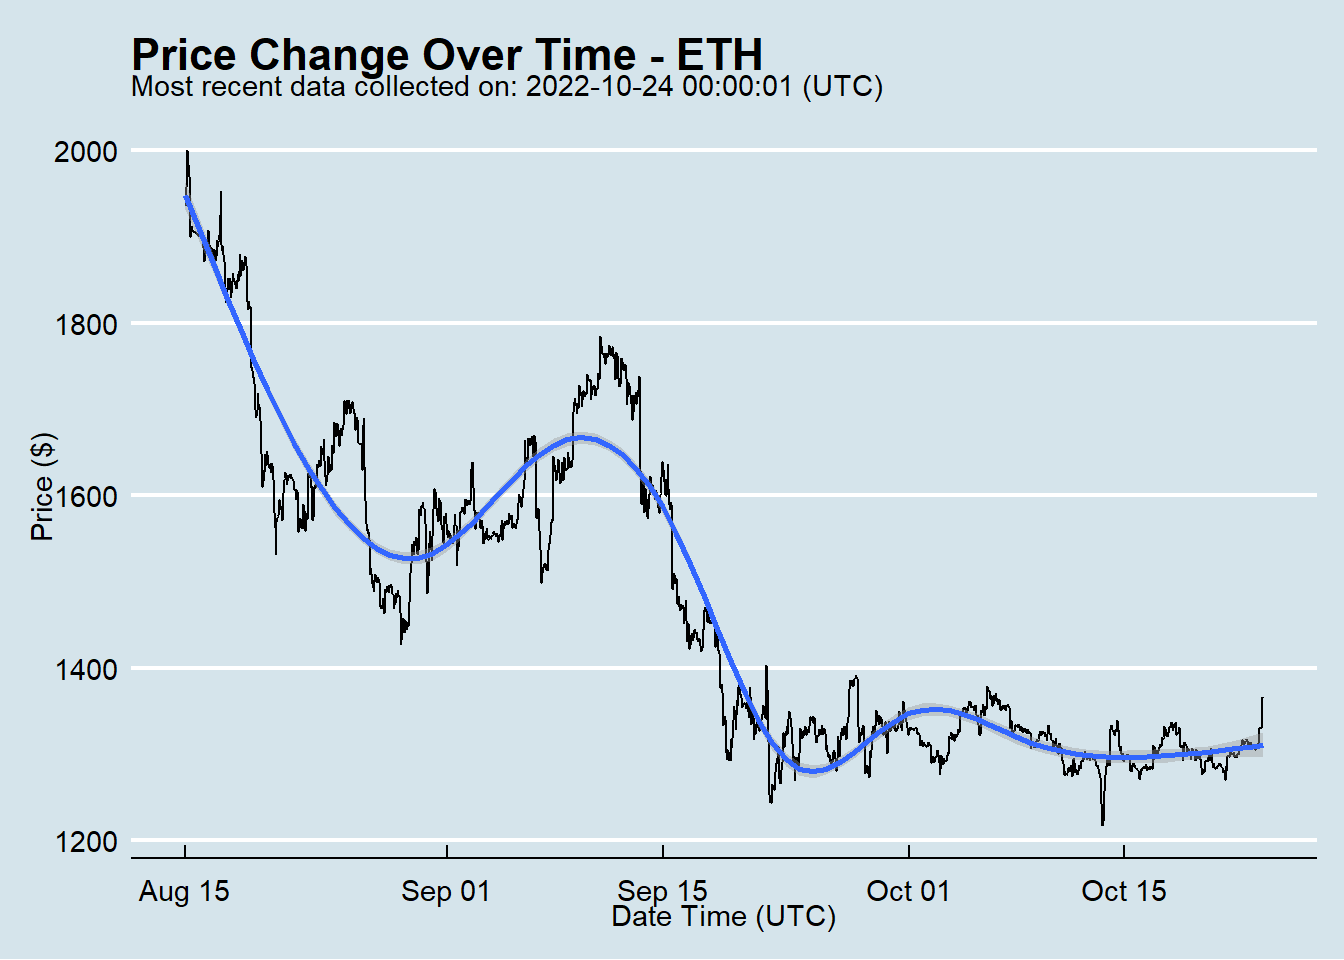 Price Change Over Time - ETH
Most recent data collected on: 2022-10-24 00:00:01 (UTC)
2000
1800
1600
1400
1200
Price ($)
Aug 15 Sep 01 Sep 15 Oct 01 Oct 15
Date Time (UTC)